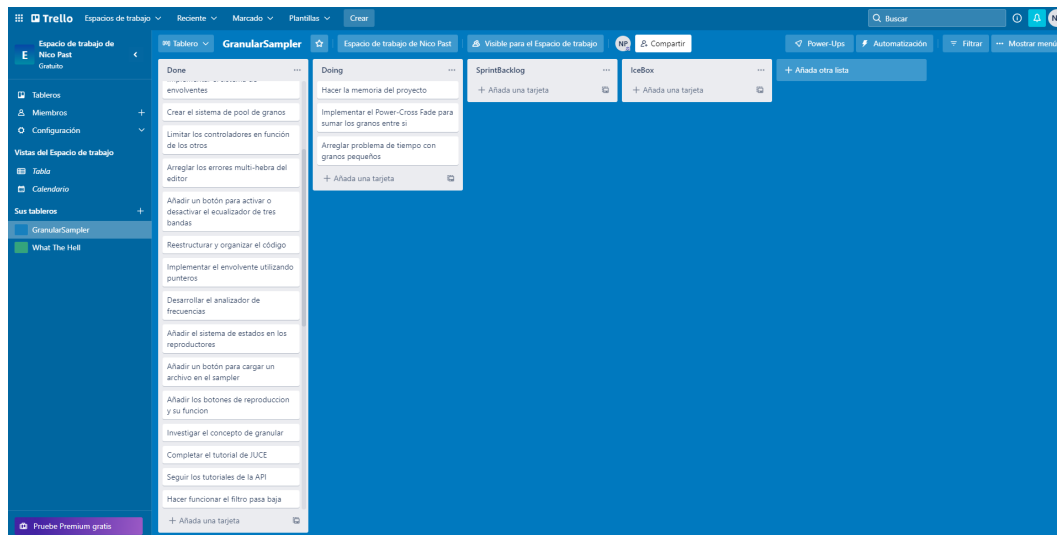 Trello
Espacios de trabajo
Reciente
Marcado
Plantillas
Crear
Buscar
E
Espacio de trabajo de
Nico Past
Gratuito
Tableros
Miembros
Configuración
Vistas del Espacio de trabajo
Tabla
Calendario
Sus tableros
GranularSampler
What The Hell
Pruebe Premium gratis
Tablero
GranularSampler
Espacio de trabajo de Nico Past
Visible para el Espacio de trabajo
NP
Compartir
Power-Ups
Automatización
Filtrar
Mostrar menú
Done
envolventes
Crear el sistema de pool de granos
Limitar los controladores en función
de los otros
Arreglar los errores multi-hebra del
editor
Añadir un botón para activar o
desactivar el ecualizador de tres
bandas
Reestructurar y organizar el código
Implementar el envolvente utilizando
punteros
Desarrollar el analizador de
frecuencias
Añadir el sistema de estados en los
reproductores
Añadir un botón para cargar un
archivo en el sampler
Añadir los botones de reproduccion
y su funcion
Investigar el concepto de granular
Completar el tutorial de JUCE
Seguir los tutoriales de la API
Hacer funcionar el filtro pasa baja
+ Añada una tarjeta
Doing
Hacer la memoria del proyecto
Implementar el Power-Cross Fade para
sumar los granos entre si
Arreglar problema de tiempo con
granos pequeños
+ Añada una tarjeta
SprintBacklog
+ Añada una tarjeta
IceBox
+ Añada una tarjeta
+ Añada otra lista